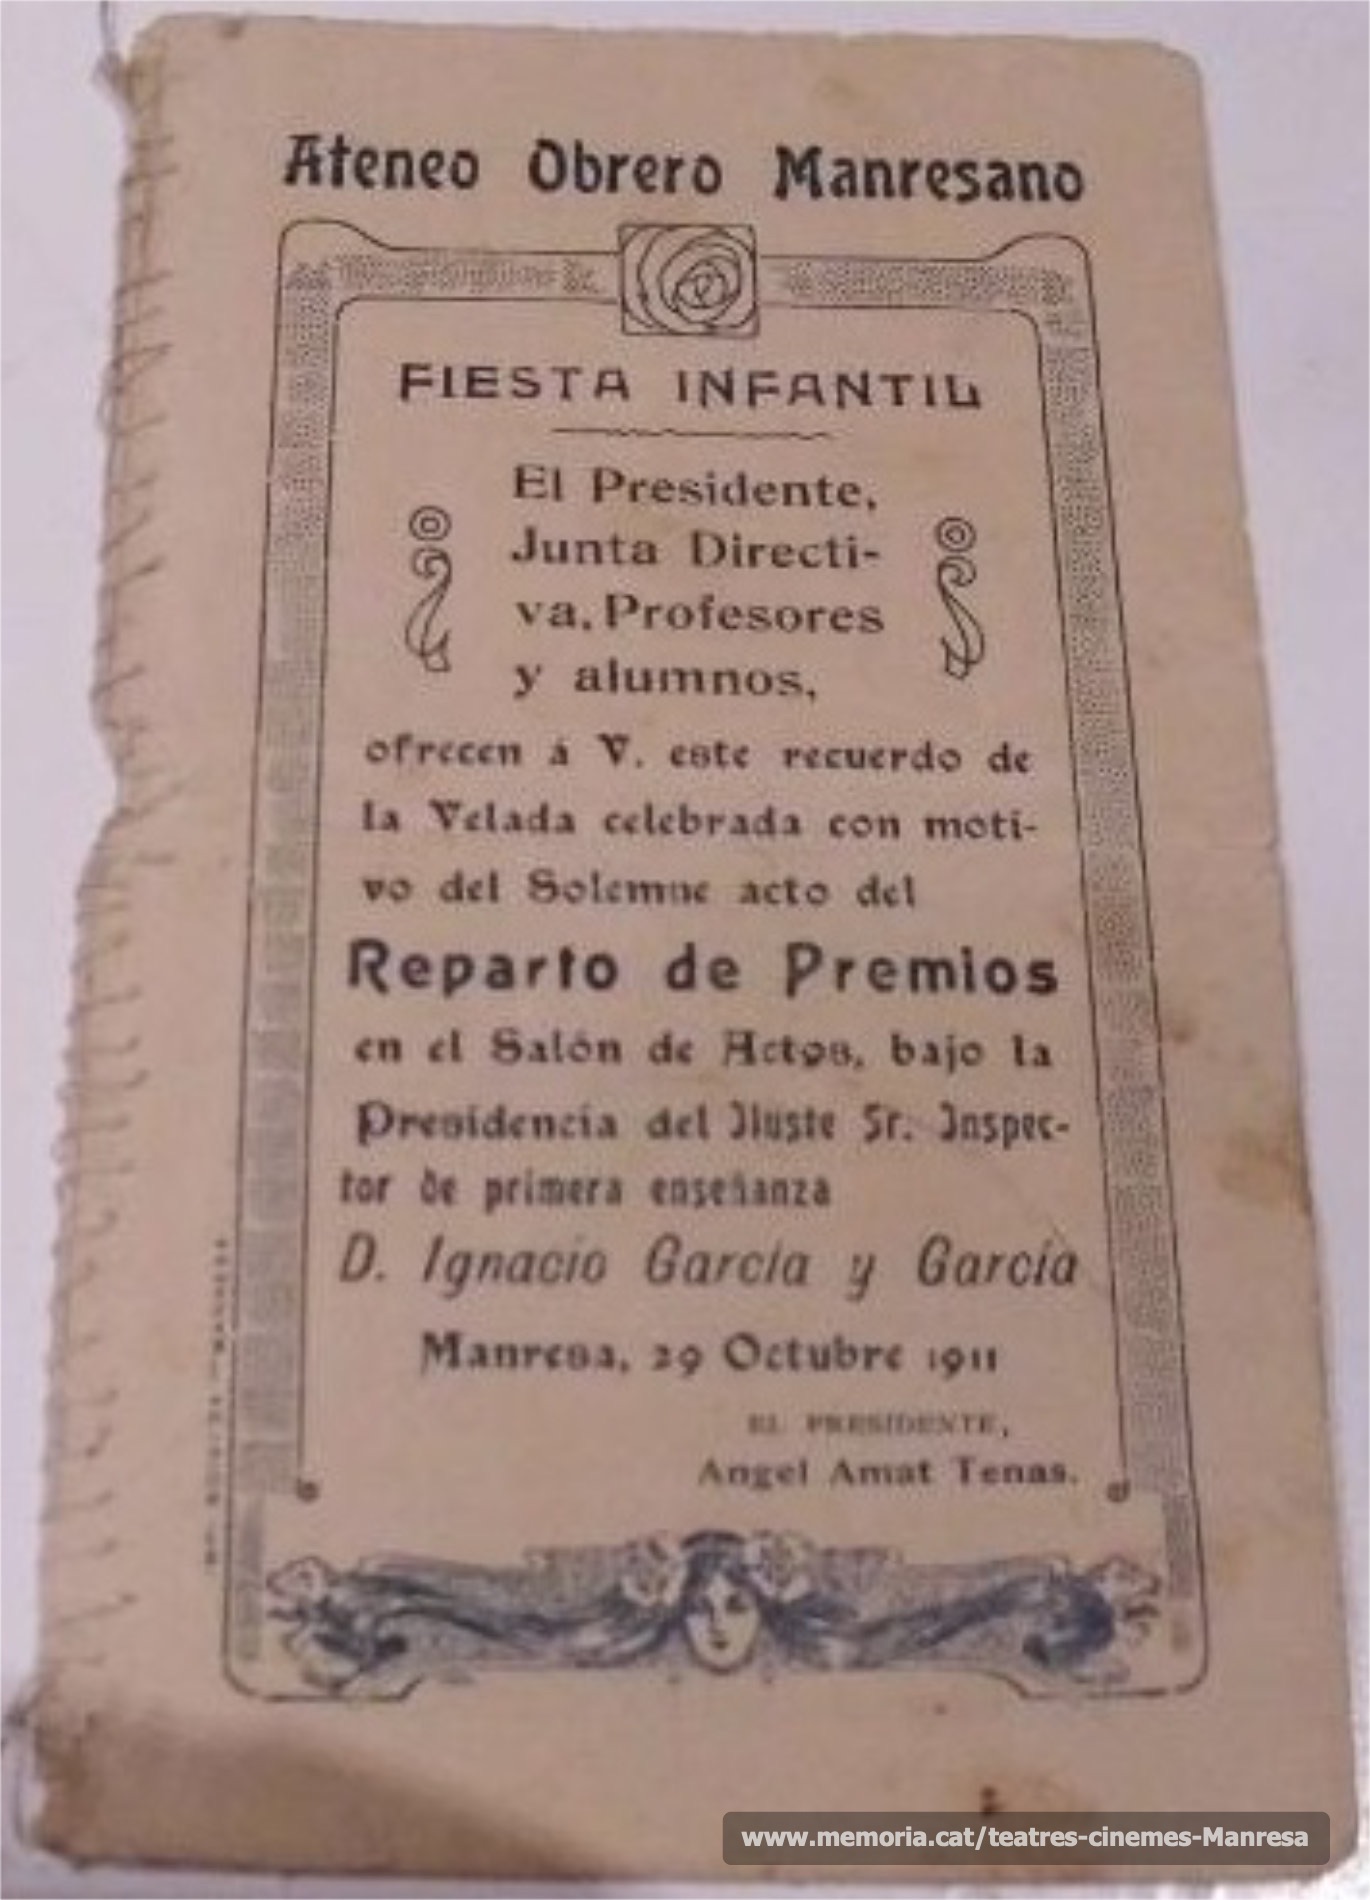 Ateneo Obrero Manresano
FIESTA INFANTIL
El Presidente,
Junta Directi-
va, Profesores
y alumnos,
ofrecen á V. este recuerdo de
la Velada celebrada con moti-
vo del Solemne acto del
Reparto de Premios
en el Salón de Actos, bajo la
Presidencia del Iluste Sr. Inspec-
tor de primera enseñanza
D. Ignacio García y García
Manresa, 29 Octubre 1911
EL PRESIDENTE,
Angel Amat Tenas.
www.memoria.cat/teatres-cinemes-Manresa